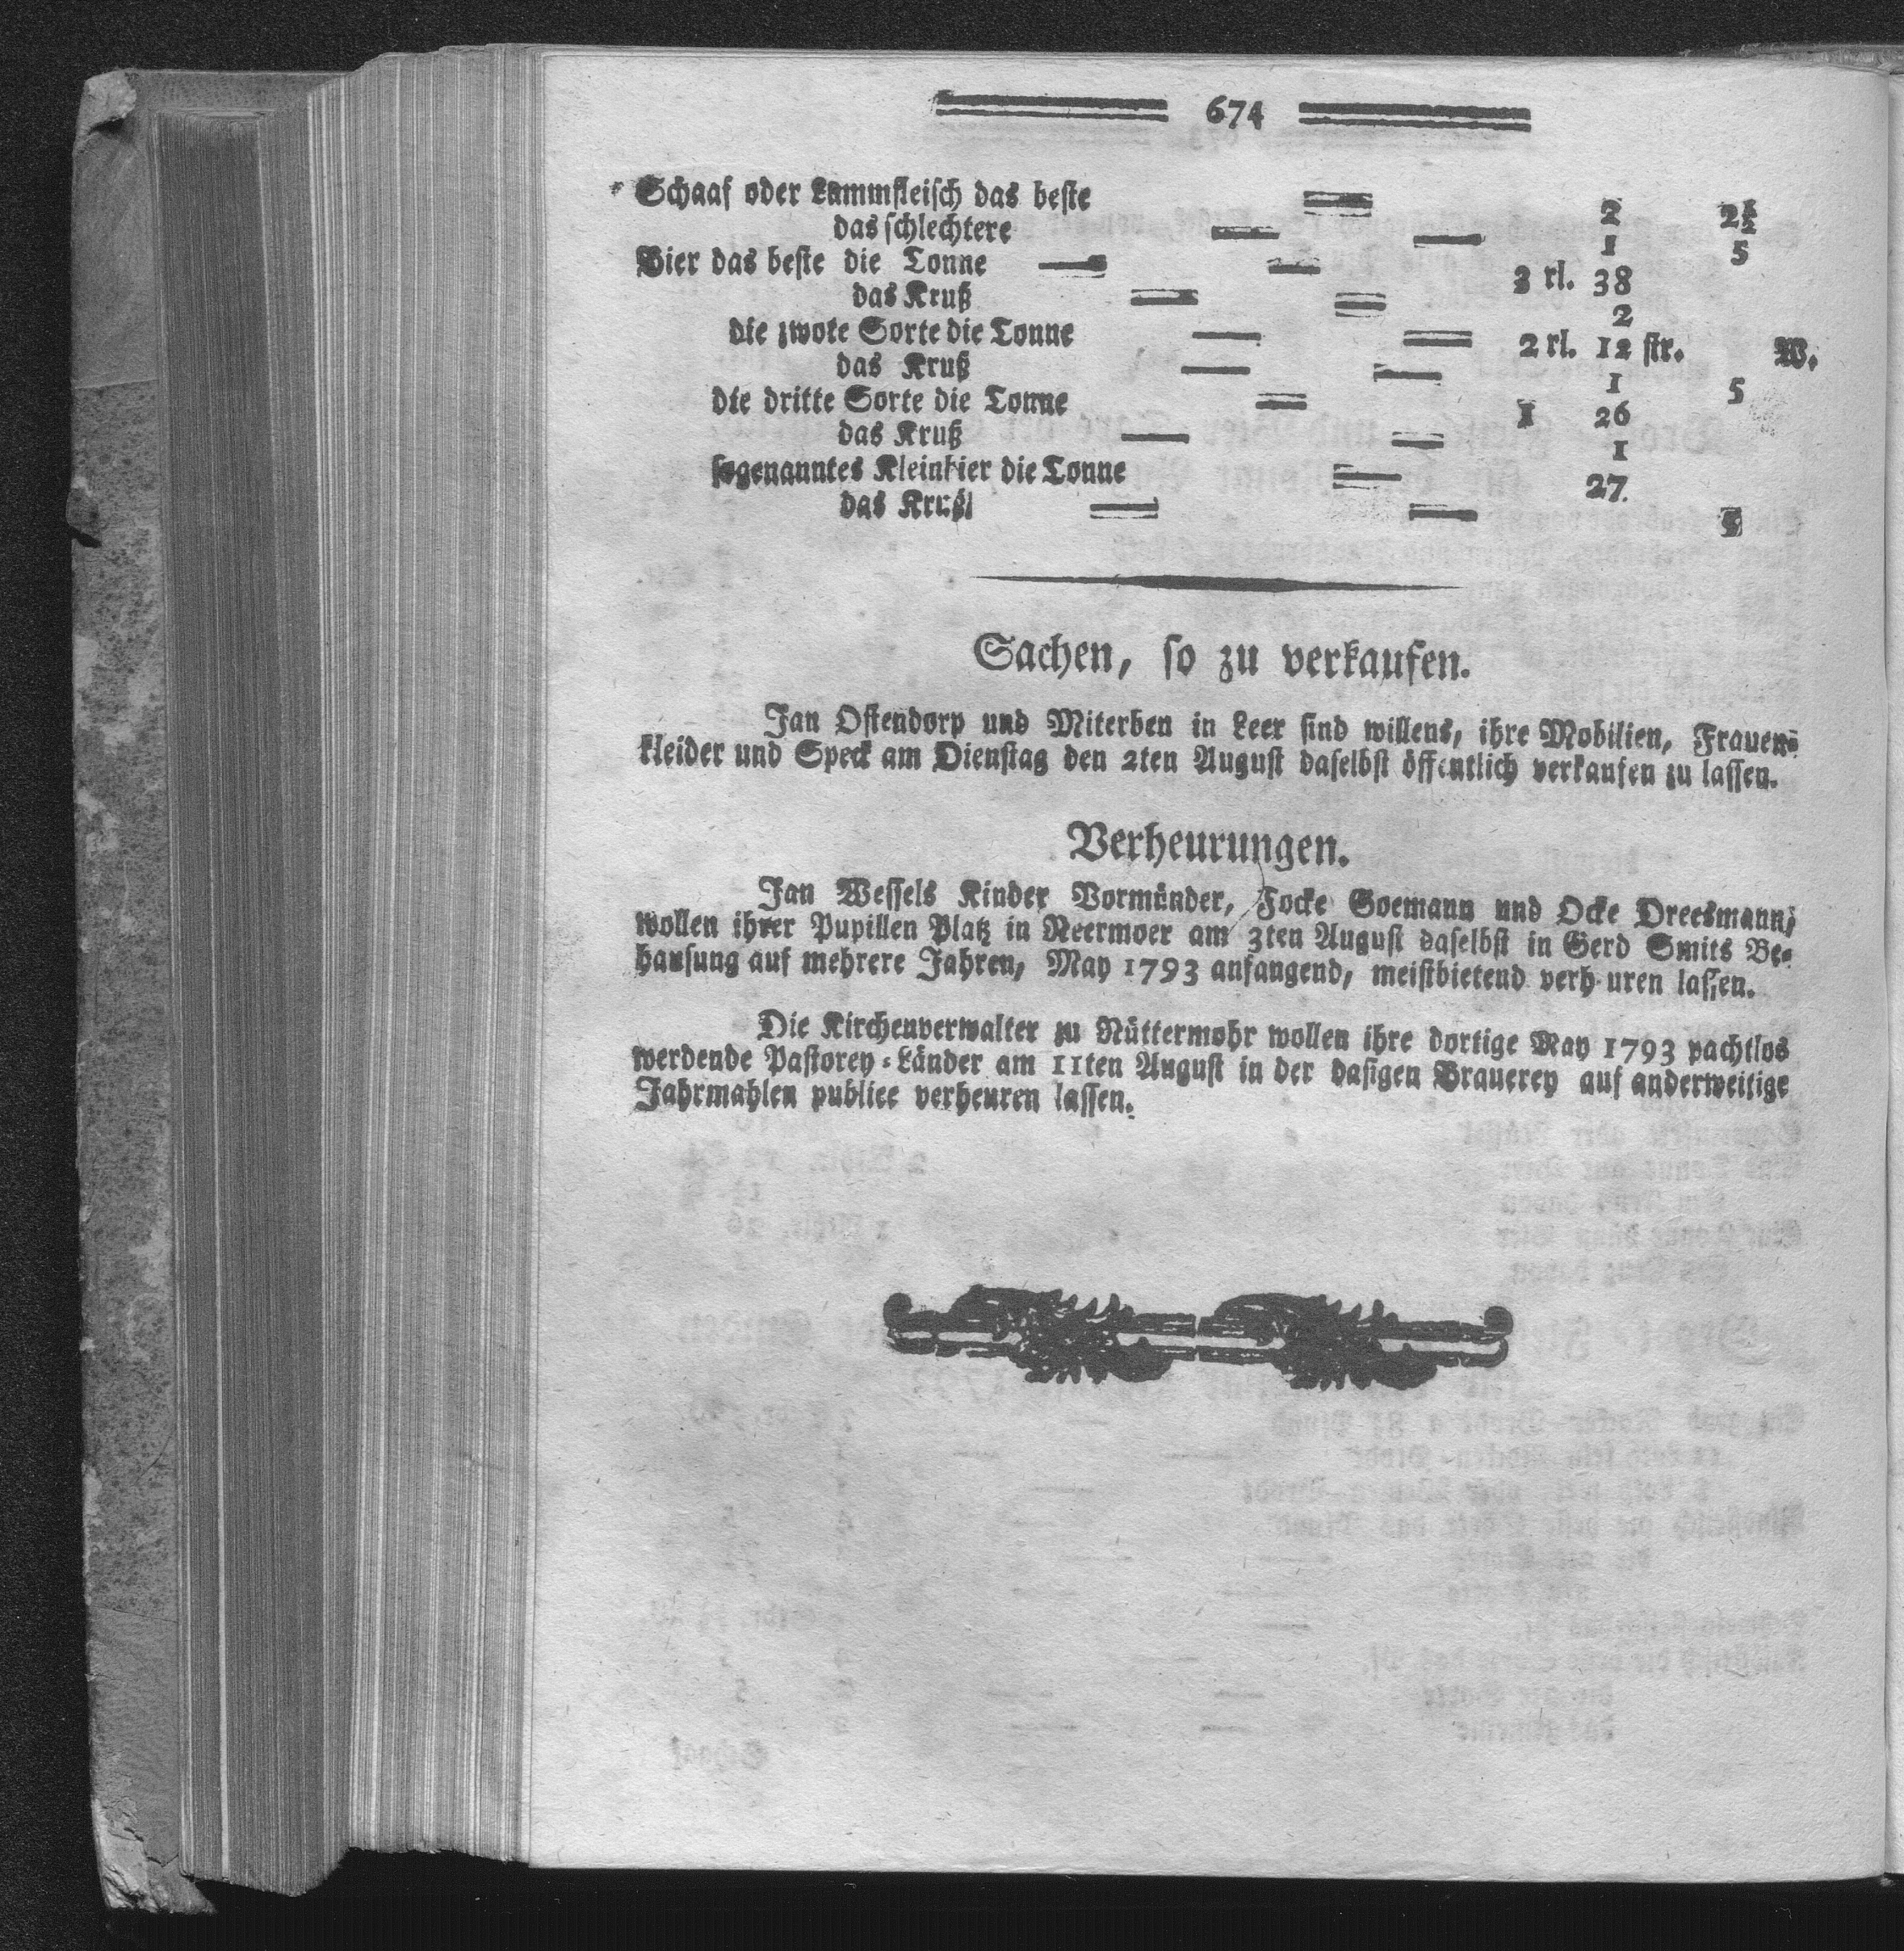 674
Schaaf oder Lammfleisch das beste — 2 2½
das schlechtere — — 1 5
Bier das beste die Tonne — — 3 rl. 38
das Kruß — — 2
die zwote Sorte die Tonne — — 2 rl. 12 str. W.
das Kruß — — 1 5
die dritte Sorte die Tonne — 1 26
das Kruß — — 1
sogenanntes Kleinbier die Tonne — 27
das Kruß — — 5
Sachen, so zu verkaufen.
Jan Ostendorp und Miterben in Leer sind willens, ihre Mobilien, Frauen-
kleider und Speck am Dienstag den 2ten August daselbst öffentlich verkaufen zu lassen.
Verheurungen.
Jan Wessels Kinder Vormünder, Focke Goemann und Ocke Dreesmann,
wollen ihrer Pupillen Platz in Neermoer am 3ten August daselbst in Gerd Smits Be-
hausung auf mehrere Jahren, May 1793 anfangend, meistbietend verh uren lassen.
Die Kirchenverwalter zu Nüttermohr wollen ihre dortige May 1793 pachtlos
werdende Pastorey-Länder am 11ten August in der dasigen Brauerey auf anderweitige
Jahrmahlen publice verheuren lassen.